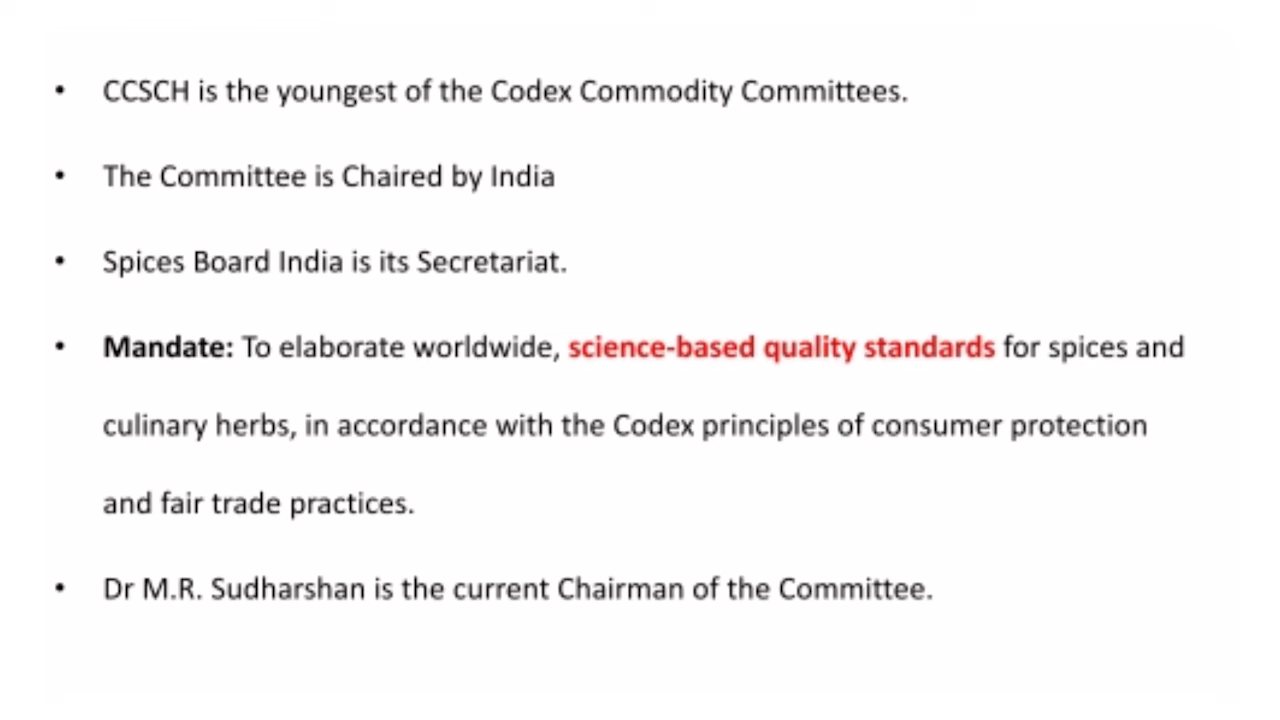 • CCSCH is the youngest of the Codex Commodity Committees.
• The Committee is Chaired by India
• Spices Board India is its Secretariat.
• Mandate: To elaborate worldwide, science-based quality standards for spices and
culinary herbs, in accordance with the Codex principles of consumer protection
and fair trade practices.
• Dr M.R. Sudharshan is the current Chairman of the Committee.